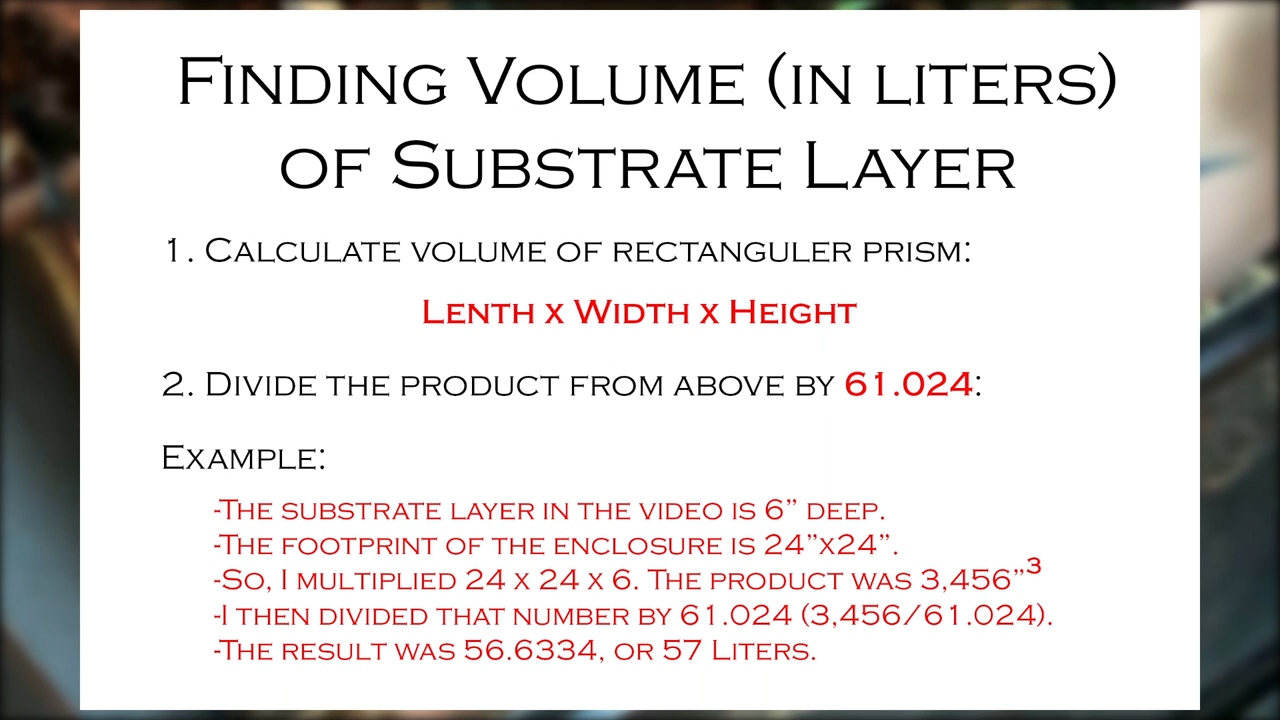 Finding Volume (in liters)
of Substrate Layer
1. Calculate volume of rectanguler prism:
Lenth x Width x Height
2. Divide the product from above by 61.024:
Example:
-The substrate layer in the video is 6” deep.
-The footprint of the enclosure is 24”x24”.
-So, I multiplied 24 x 24 x 6. The product was 3,456”³
-I then divided that number by 61.024 (3,456/61.024).
-The result was 56.6334, or 57 Liters.